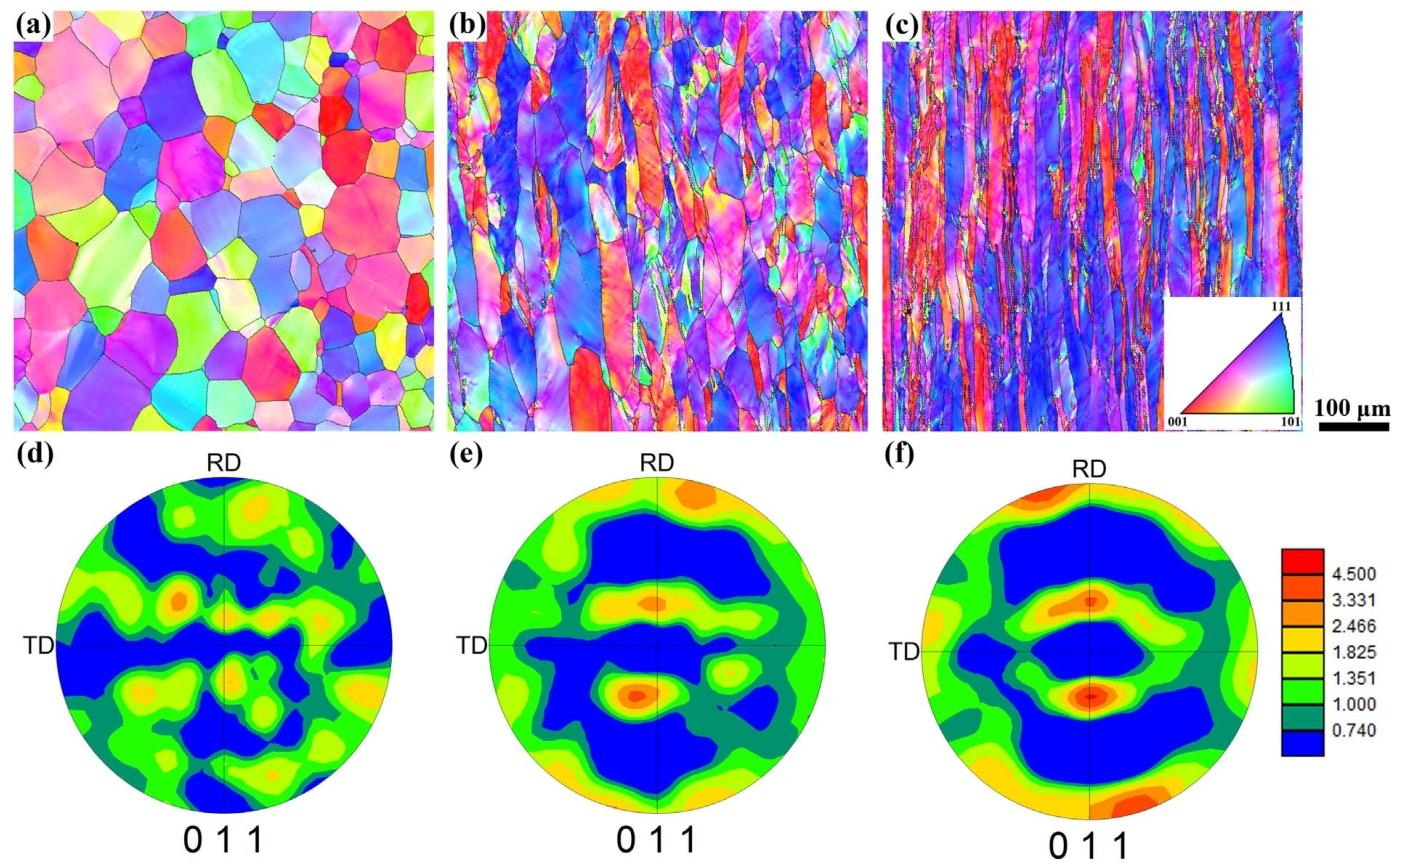 (a)
(b)
(c)
111
001
101
100 µm
(d)
(e)
(f)
RD
RD
RD
TD
TD
TD
4.500
3.331
2.466
1.825
1.351
1.000
0.740
0 1 1
0 1 1
0 1 1